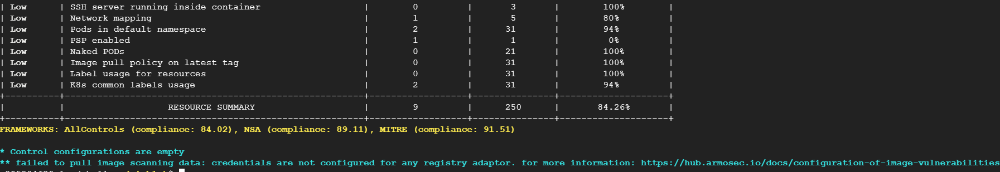 | Low | SSH server running inside container | 0 | 3 | 100% |
| Low | Network mapping | 1 | 5 | 80% |
| Low | Pods in default namespace | 2 | 31 | 94% |
| Low | PSP enabled | 1 | 1 | 0% |
| Low | Naked PODs | 0 | 21 | 100% |
| Low | Image pull policy on latest tag | 0 | 31 | 100% |
| Low | Label usage for resources | 0 | 31 | 100% |
| Low | K8s common labels usage | 2 | 31 | 94% |
+----------+------------------------------------------------------+------------------+---------------+--------------------+
| | RESOURCE SUMMARY | 9 | 250 | 84.26% |
+----------+------------------------------------------------------+------------------+---------------+--------------------+
FRAMEWORKS: AllControls (compliance: 84.02), NSA (compliance: 89.11), MITRE (compliance: 91.51)
* Control configurations are empty
** failed to pull image scanning data: credentials are not configured for any registry adaptor. for more information: https://hub.armosec.io/docs/configuration-of-image-vulnerabilities